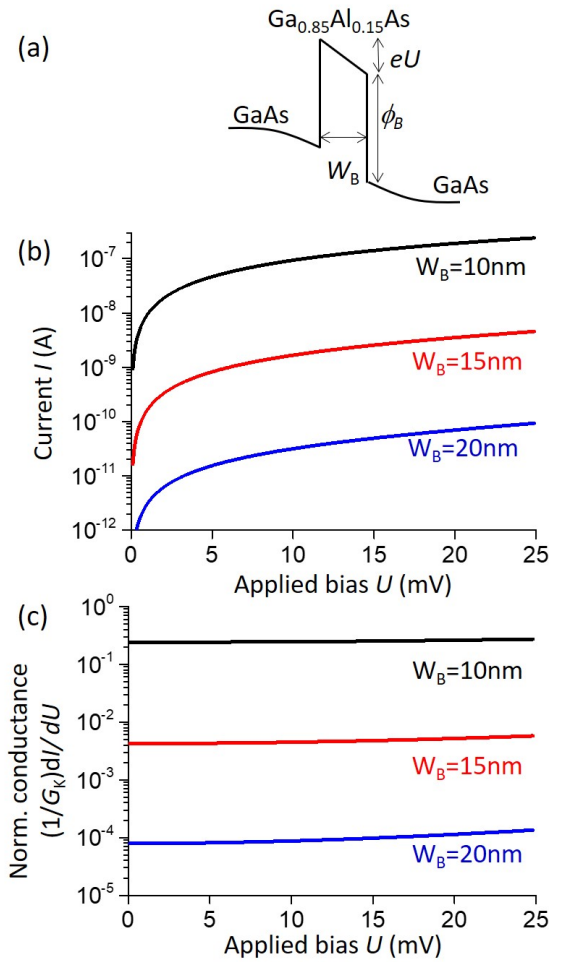 (a)
Ga0.85Al0.15As
eU
GaAs
ϕB
WB
GaAs
(b)
Current I (A)
10-7
10-8
10-9
10-10
10-11
10-12
WB=10nm
WB=15nm
WB=20nm
0 5 10 15 20 25
Applied bias U (mV)
(c)
Norm. conductance
(1/GK)dI/dU
100
10-1
10-2
10-3
10-4
10-5
WB=10nm
WB=15nm
WB=20nm
0 5 10 15 20 25
Applied bias U (mV)